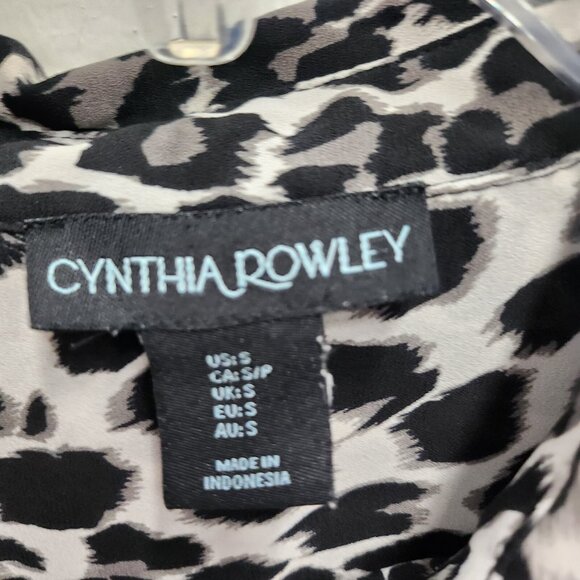 CYNTHIA ROWLEY
US: S
CA: S/P
UK: S
EU: S
AU: S
MADE IN
INDONESIA